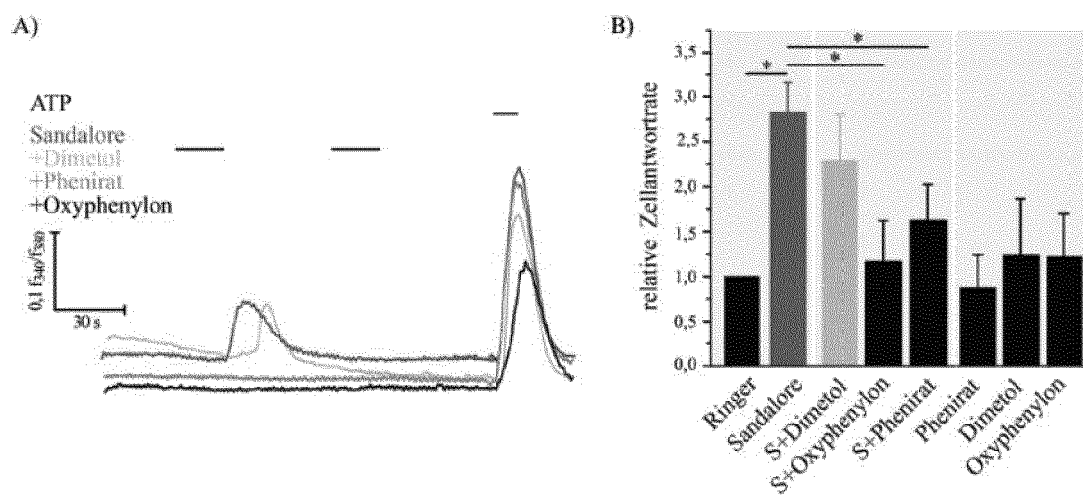 A)
ATP
Sandalore
+Dimetol
+Phenirat
+Oxyphenylon
0,1 f340/f380
30 s
B)
relative Zellantwortrate
3,5
3,0
2,5
2,0
1,5
1,0
0,5
0,0
*
*
*
Ringer
Sandalore
S+Dimetol
S+Oxyphenylon
S+Phenirat
Phenirat
Dimetol
Oxyphenylon